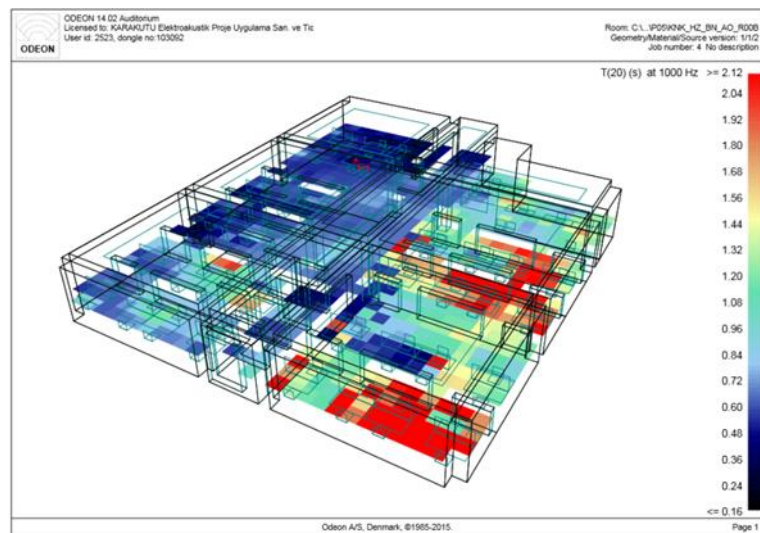 ODEON
ODEON 14.02 Auditorium
Licensed to: KARAKUTU Elektroakustik Proje Uygulama San. ve Tic
User id: 2523, dongle no:103092
Room: C:\...\P05\KNK_HZ_BN_AO_R00B
Geometry/Material/Source version: 1/1/2
Job number: 4 No description
T(20) (s) at 1000 Hz >= 2.12
2.04
1.92
1.80
1.68
1.56
1.44
1.32
1.20
1.08
0.96
0.84
0.72
0.60
0.48
0.36
0.24
<= 0.16
Odeon A/S, Denmark, ©1985-2015.
Page 1